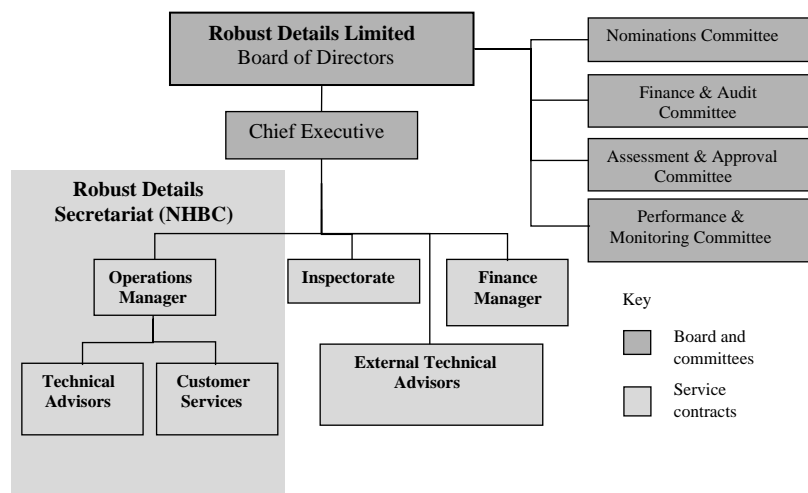 Robust Details Limited
Board of Directors
Nominations Committee
Finance & Audit
Committee
Chief Executive
Assessment & Approval
Committee
Performance &
Monitoring Committee
Robust Details
Secretariat (NHBC)
Operations
Manager
Inspectorate
Finance
Manager
External Technical
Advisors
Technical
Advisors
Customer
Services
Key
Board and
committees
Service
contracts